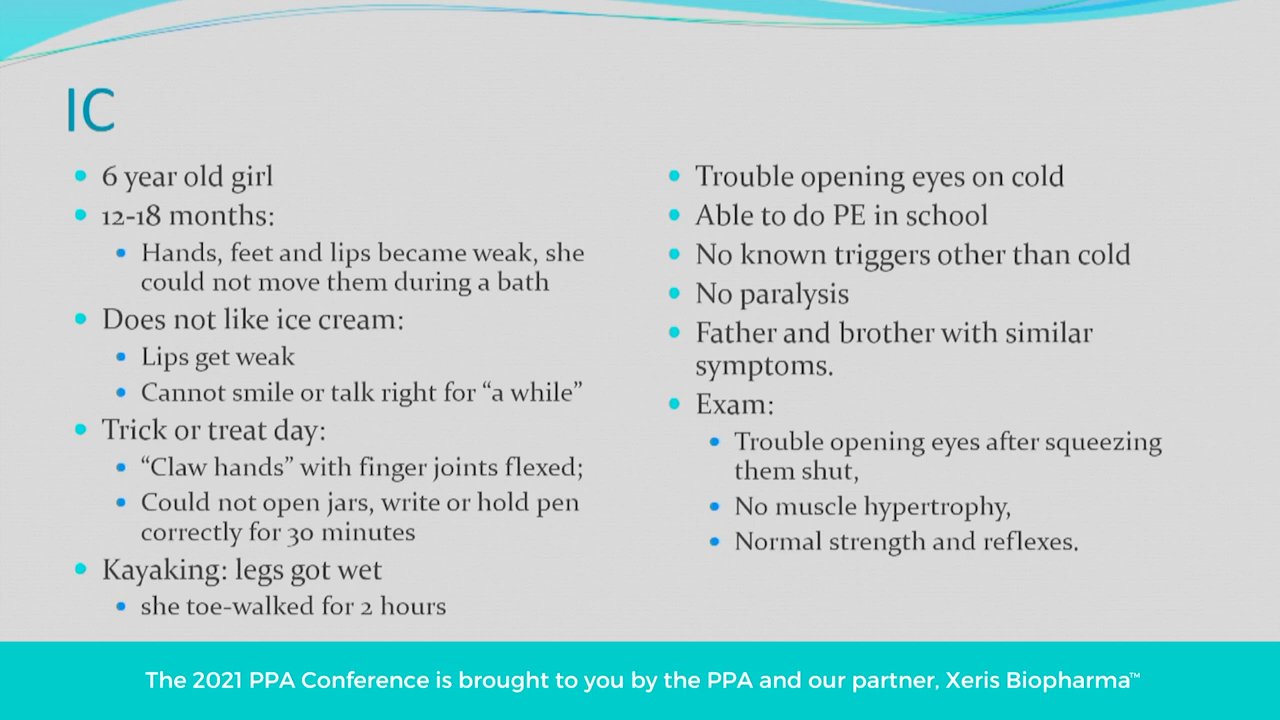 IC
6 year old girl
12-18 months:
Hands, feet and lips became weak, she
could not move them during a bath
Does not like ice cream:
Lips get weak
Cannot smile or talk right for “a while”
Trick or treat day:
“Claw hands” with finger joints flexed;
Could not open jars, write or hold pen
correctly for 30 minutes
Kayaking: legs got wet
she toe-walked for 2 hours
Trouble opening eyes on cold
Able to do PE in school
No known triggers other than cold
No paralysis
Father and brother with similar
symptoms.
Exam:
Trouble opening eyes after squeezing
them shut,
No muscle hypertrophy,
Normal strength and reflexes.
The 2021 PPA Conference is brought to you by the PPA and our partner, Xeris Biopharma™